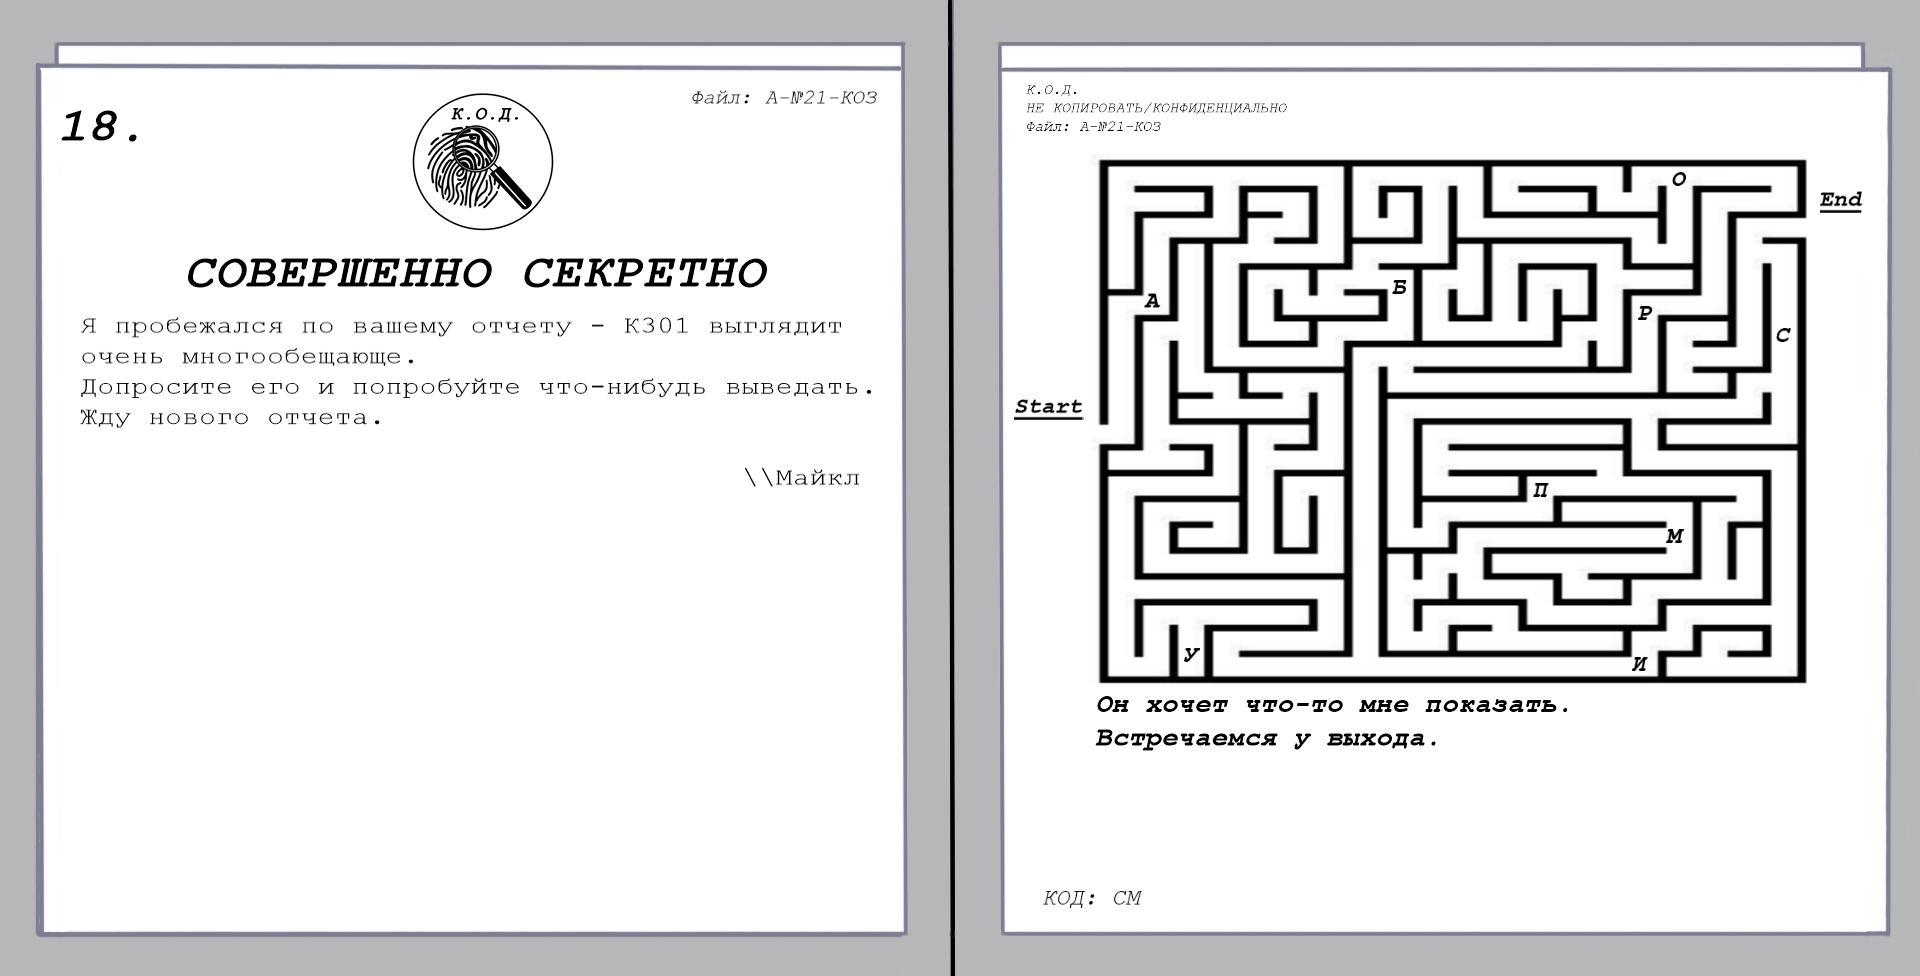 18.
К.О.Д.
Файл: А-№21-КОЗ
СОВЕРШЕННО СЕКРЕТНО
Я пробежался по вашему отчету - К301 выглядит
очень многообещающе.
Допросите его и попробуйте что-нибудь выведать.
Жду нового отчета.
\\Майкл
К.О.Д.
НЕ КОПИРОВАТЬ/КОНФИДЕНЦИАЛЬНО
Файл: А-№21-КОЗ
О
End
Б
А
Р
С
Start
П
М
У
И
Он хочет что-то мне показать.
Встречаемся у выхода.
КОД: СМ